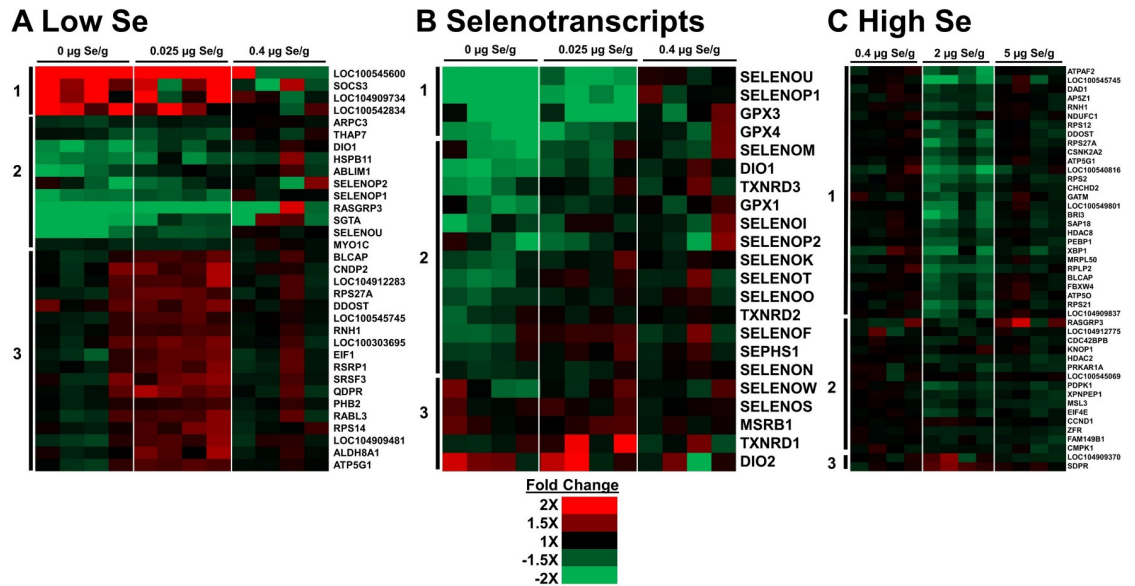 A Low Se
0 µg Se/g 0.025 µg Se/g 0.4 µg Se/g
1
2
3
LOC100545600
SOCS3
LOC104909734
LOC100542834
ARPC3
THAP7
DIO1
HSPB11
ABLIM1
SELENOP2
SELENOP1
RASGRP3
SGTA
SELENOU
MYO1C
BLCAP
CNDP2
LOC104912283
RPS27A
DDOST
LOC100545745
RNH1
LOC100303695
EIF1
RSRP1
SRSF3
QDPR
PHB2
RABL3
RPS14
LOC104909481
ALDH8A1
ATP5G1
B Selenotranscripts
0 µg Se/g 0.025 µg Se/g 0.4 µg Se/g
1
2
3
SELENOU
SELENOP1
GPX3
GPX4
SELENOM
DIO1
TXNRD3
GPX1
SELENOI
SELENOP2
SELENOK
SELENOT
SELENOO
TXNRD2
SELENOF
SEPHS1
SELENON
SELENOW
SELENOS
MSRB1
TXNRD1
DIO2
Fold Change
2X
1.5X
1X
-1.5X
-2X
C High Se
0.4 µg Se/g 2 µg Se/g 5 µg Se/g
1
2
3
ATPAF2
LOC100545745
DAD1
AP5Z1
RNH1
NDUFC1
RPS12
DDOST
RPS27A
CSNK2A2
ATP5G1
LOC100540816
RPS2
CHCHD2
GATM
LOC100549801
BRI3
SAP18
HDAC8
PEBP1
XBP1
MRPL50
RPLP2
BLCAP
FBXW4
ATP5O
RPS21
LOC104909837
RASGRP3
LOC104912775
CDC42BPB
KNOP1
HDAC2
PRKAR1A
LOC100545069
PDPK1
XPNPEP1
MSL3
EIF4E
CCND1
ZFR
FAM149B1
CMPK1
LOC104909370
SDPR